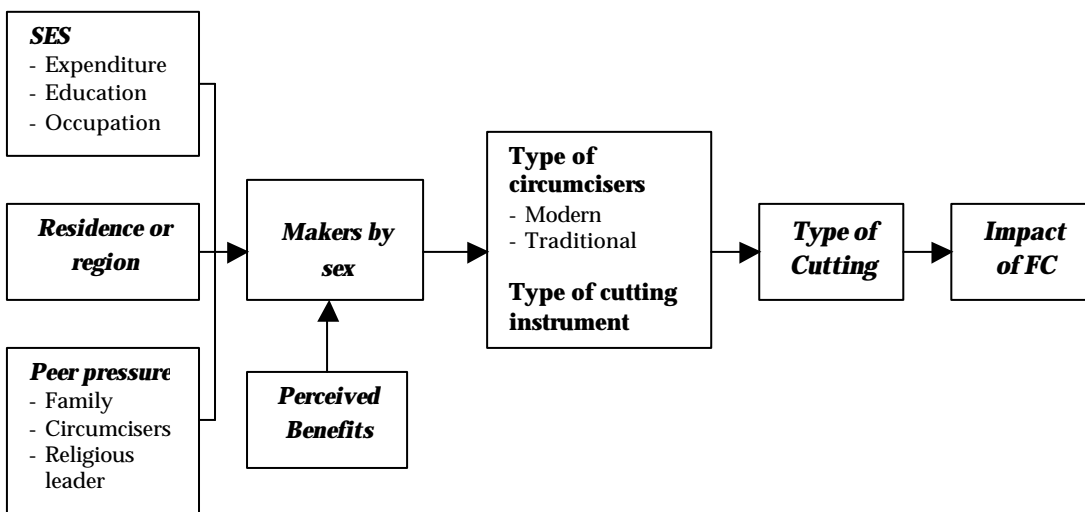 SES
- Expenditure
- Education
- Occupation
Residence or
region
Peer pressure
- Family
- Circumcisers
- Religious
leader
Makers by
sex
Perceived
Benefits
Type of
circumcisers
- Modern
- Traditional
Type of cutting
instrument
Type of
Cutting
Impact
of FC